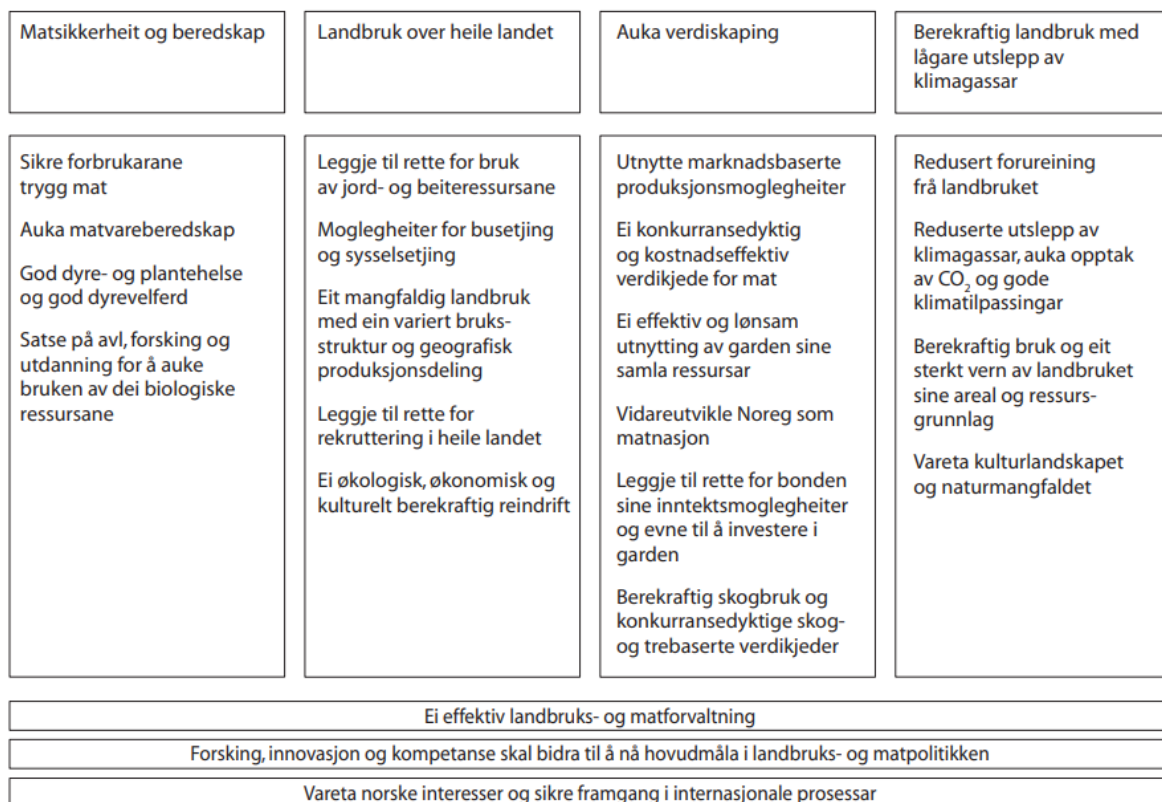 Matsikkerheit og beredskap
Landbruk over heile landet
Auka verdiskaping
Berekraftig landbruk med
lågare utslepp av
klimagassar
Sikre forbrukarane
trygg mat
Auka matvareberedskap
God dyre- og plantehelse
og god dyrevelferd
Satse på avl, forsking og
utdanning for å auke
bruken av dei biologiske
ressursane
Leggje til rette for bruk
av jord- og beiteressursane
Moglegheiter for busetjing
og sysselsetjing
Eit mangfaldig landbruk
med ein variert bruks-
struktur og geografisk
produksjonsdeling
Leggje til rette for
rekruttering i heile landet
Ei økologisk, økonomisk og
kulturelt berekraftig reindrift
Utnytte marknadsbaserte
produksjonsmoglegheiter
Ei konkurransedyktig
og kostnadseffektiv
verdikjede for mat
Ei effektiv og lønsam
utnytting av garden sine
samla ressursar
Vidareutvikle Noreg som
matnasjon
Leggje til rette for bonden
sine inntektsmoglegheiter
og evne til å investere i
garden
Berekraftig skogbruk og
konkurransedyktige skog-
og trebaserte verdikjeder
Redusert forureining
frå landbruket
Reduserte utslepp av
klimagassar, auka opptak
av CO₂ og gode
klimatilpassingar
Berekraftig bruk og eit
sterkt vern av landbruket
sine areal og ressurs-
grunnlag
Vareta kulturlandskapet
og naturmangfaldet
Ei effektiv landbruks- og matforvaltning
Forsking, innovasjon og kompetanse skal bidra til å nå hovudmåla i landbruks- og matpolitikken
Vareta norske interesser og sikre framgang i internasjonale prosessar